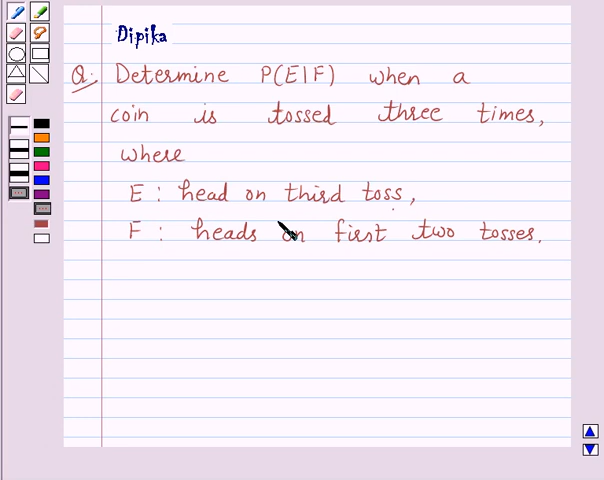 Dipika
Q. Determine P(E|F) when a
coin is tossed three times,
where
E : head on third toss,
F : heads on first two tosses.